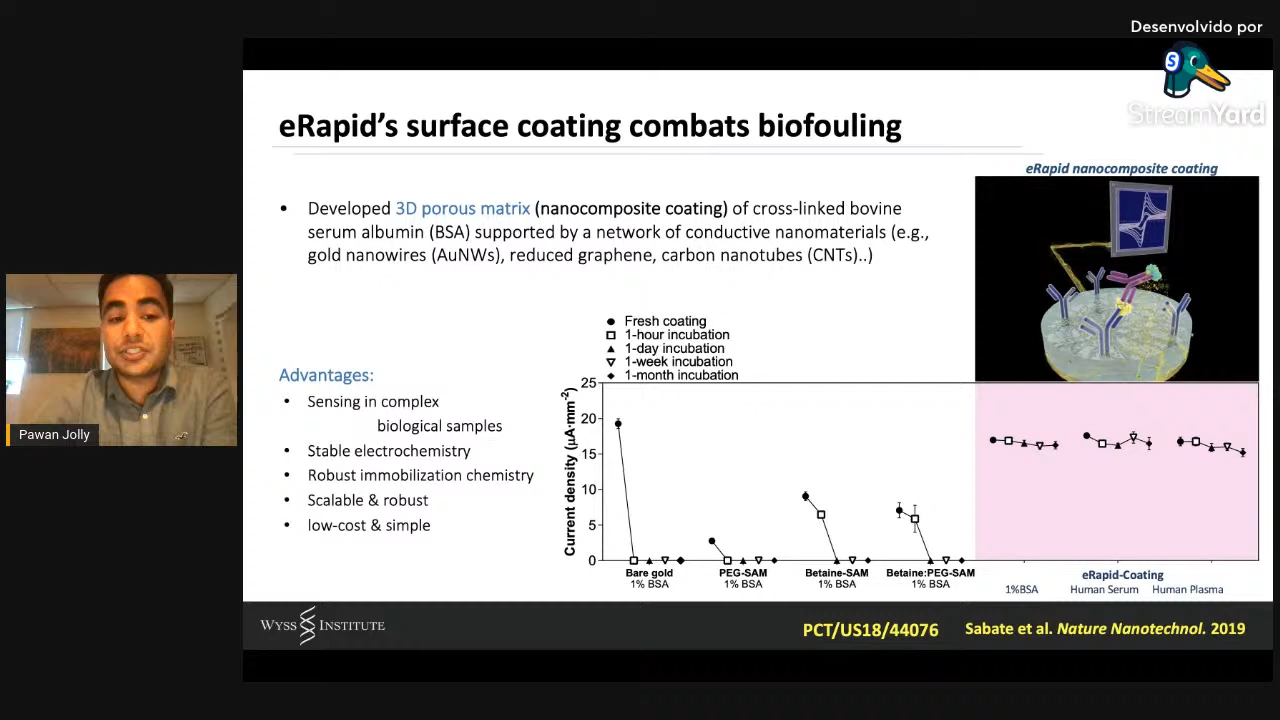 Desenvolvido por
S
StreamYard
eRapid's surface coating combats biofouling
eRapid nanocomposite coating
• Developed 3D porous matrix (nanocomposite coating) of cross-linked bovine
serum albumin (BSA) supported by a network of conductive nanomaterials (e.g.,
gold nanowires (AuNWs), reduced graphene, carbon nanotubes (CNTs)..)
Advantages:
• Sensing in complex
biological samples
• Stable electrochemistry
• Robust immobilization chemistry
• Scalable & robust
• low-cost & simple
Fresh coating
1-hour incubation
1-day incubation
1-week incubation
1-month incubation
Current density (µA·mm⁻²)
25
20
15
10
5
0
Bare gold
1% BSA
PEG-SAM
1% BSA
Betaine-SAM
1% BSA
Betaine:PEG-SAM
1% BSA
eRapid-Coating
1%BSA Human Serum Human Plasma
Pawan Jolly
WYSS INSTITUTE
PCT/US18/44076
Sabate et al. Nature Nanotechnol. 2019